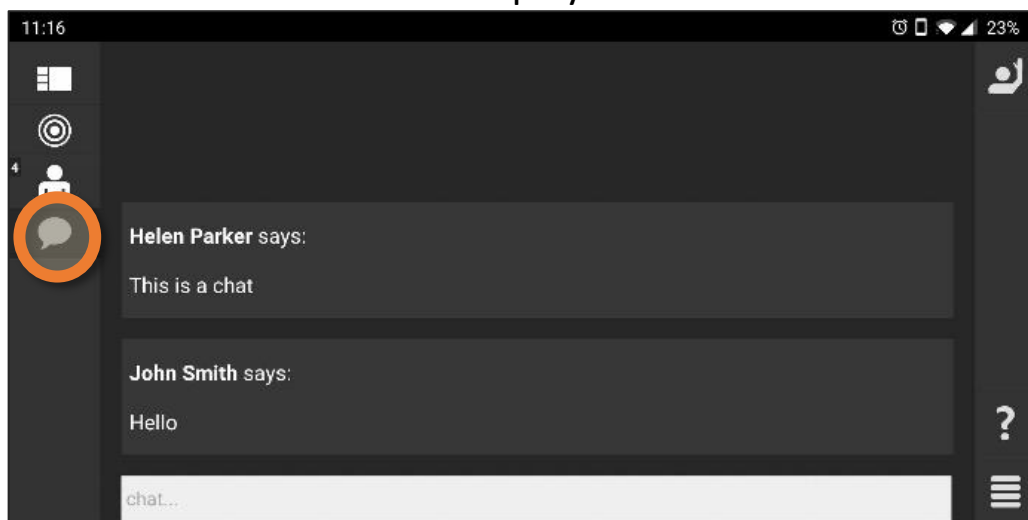 11:16
23%
4
Helen Parker says:
This is a chat
John Smith says:
Hello
?
chat...